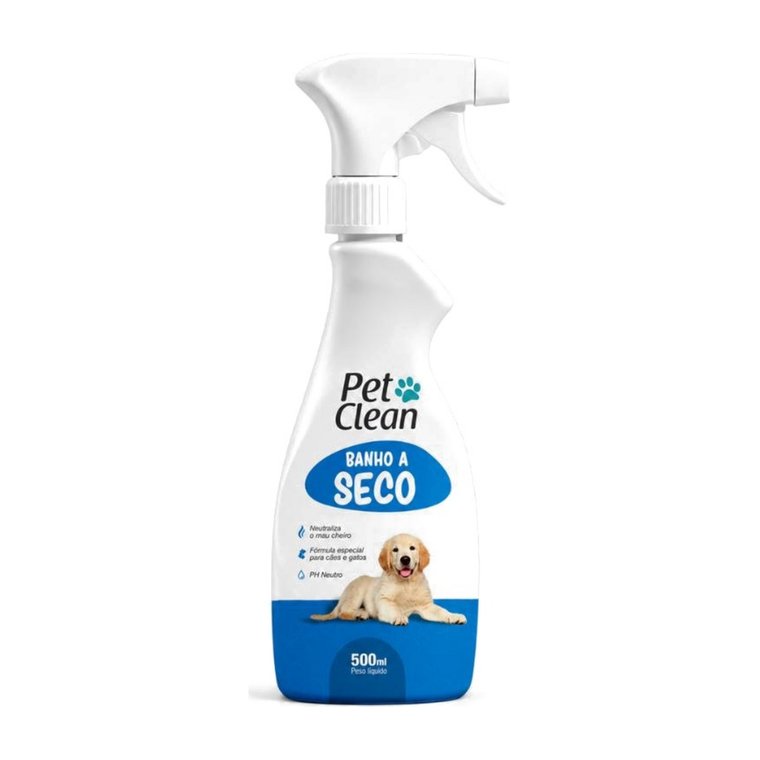 Pet
Clean
BANHO A
SECO
Neutraliza
o mau cheiro
Fórmula especial
para cães e gatos
PH Neutro
500ml
Peso líquido